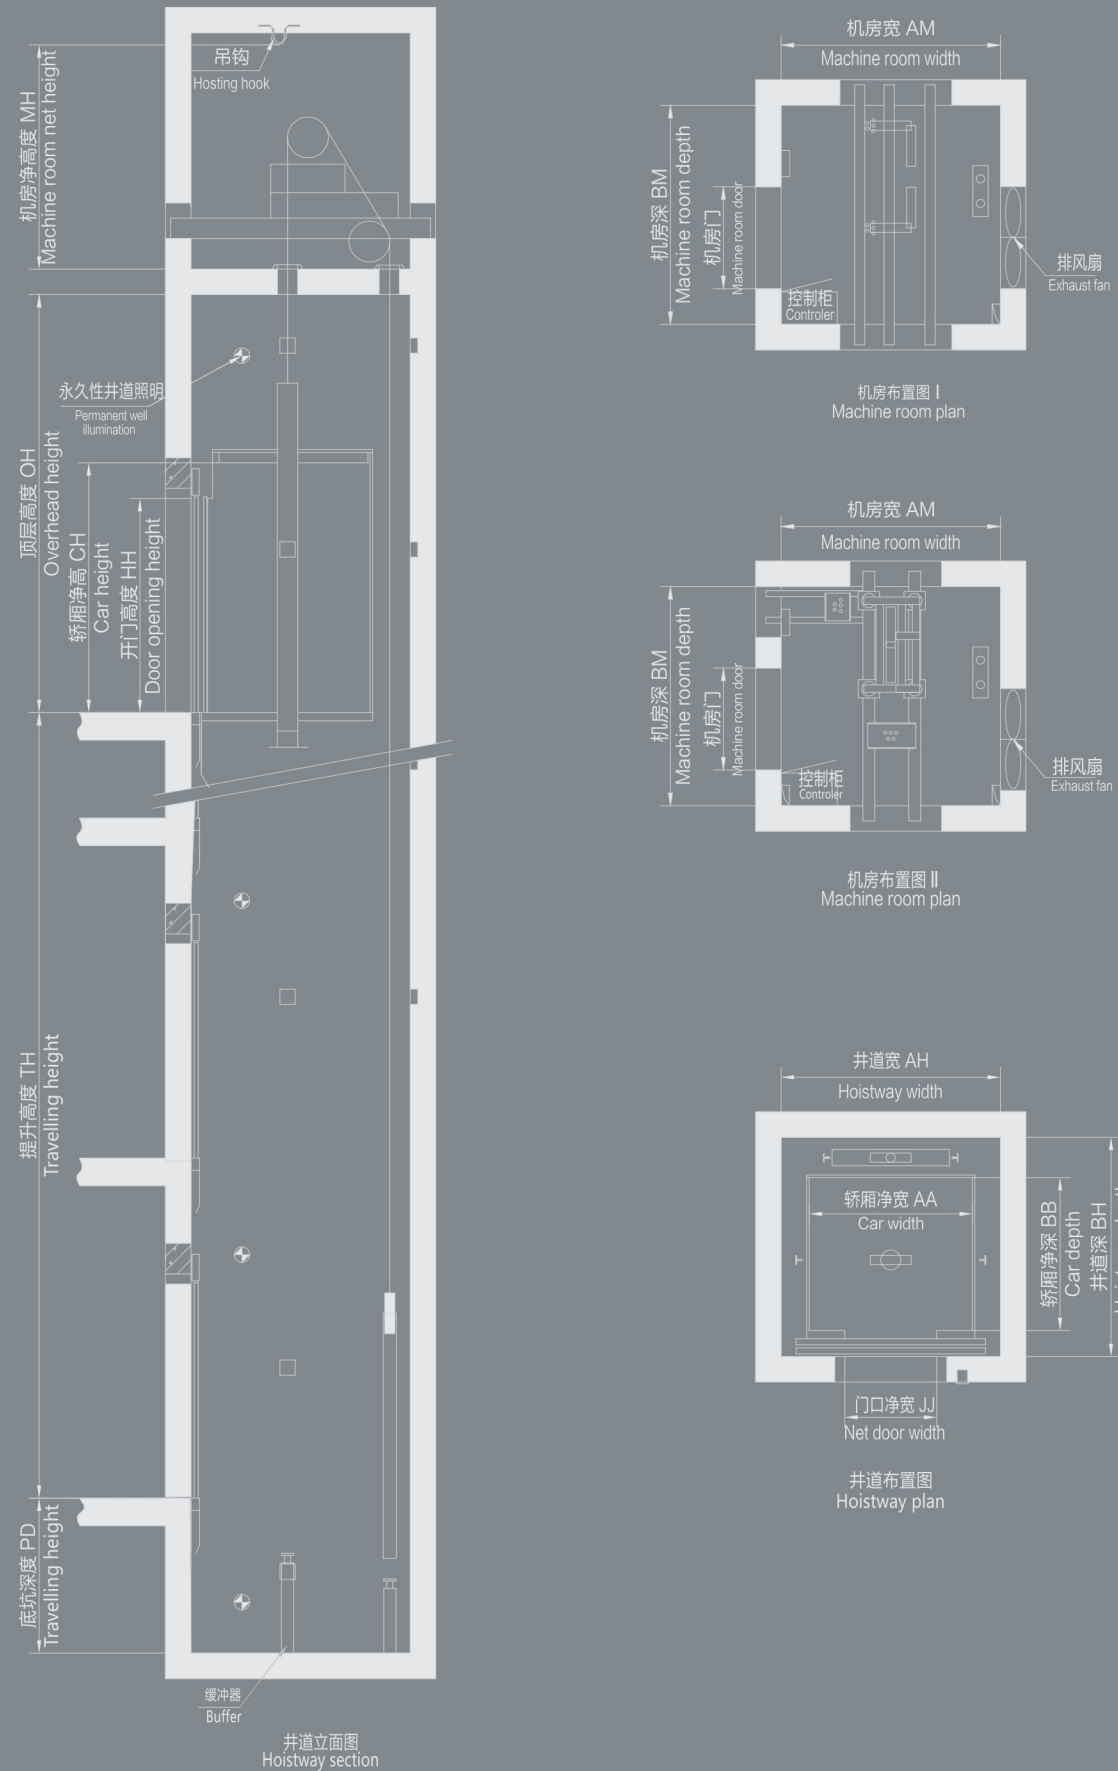 吊钩
Hosting hook
机房净高度 MH
Machine room net height
永久性井道照明
Permanent well
illumination
顶层高度 OH
Overhead height
轿厢净高 CH
Car height
开门高度 HH
Door opening height
提升高度 TH
Travelling height
底坑深度 PD
Travelling height
缓冲器
Buffer
井道立面图
Hoistway section
机房宽 AM
Machine room width
机房深 BM
Machine room depth
机房门
Machine room door
控制柜
Controler
排风扇
Exhaust fan
机房布置图 I
Machine room plan
机房宽 AM
Machine room width
机房深 BM
Machine room depth
机房门
Machine room door
控制柜
Controler
排风扇
Exhaust fan
机房布置图 II
Machine room plan
井道宽 AH
Hoistway width
轿厢净宽 AA
Car width
轿厢净深 BB
Car depth
井道深 BH
门口净宽 JJ
Net door width
井道布置图
Hoistway plan